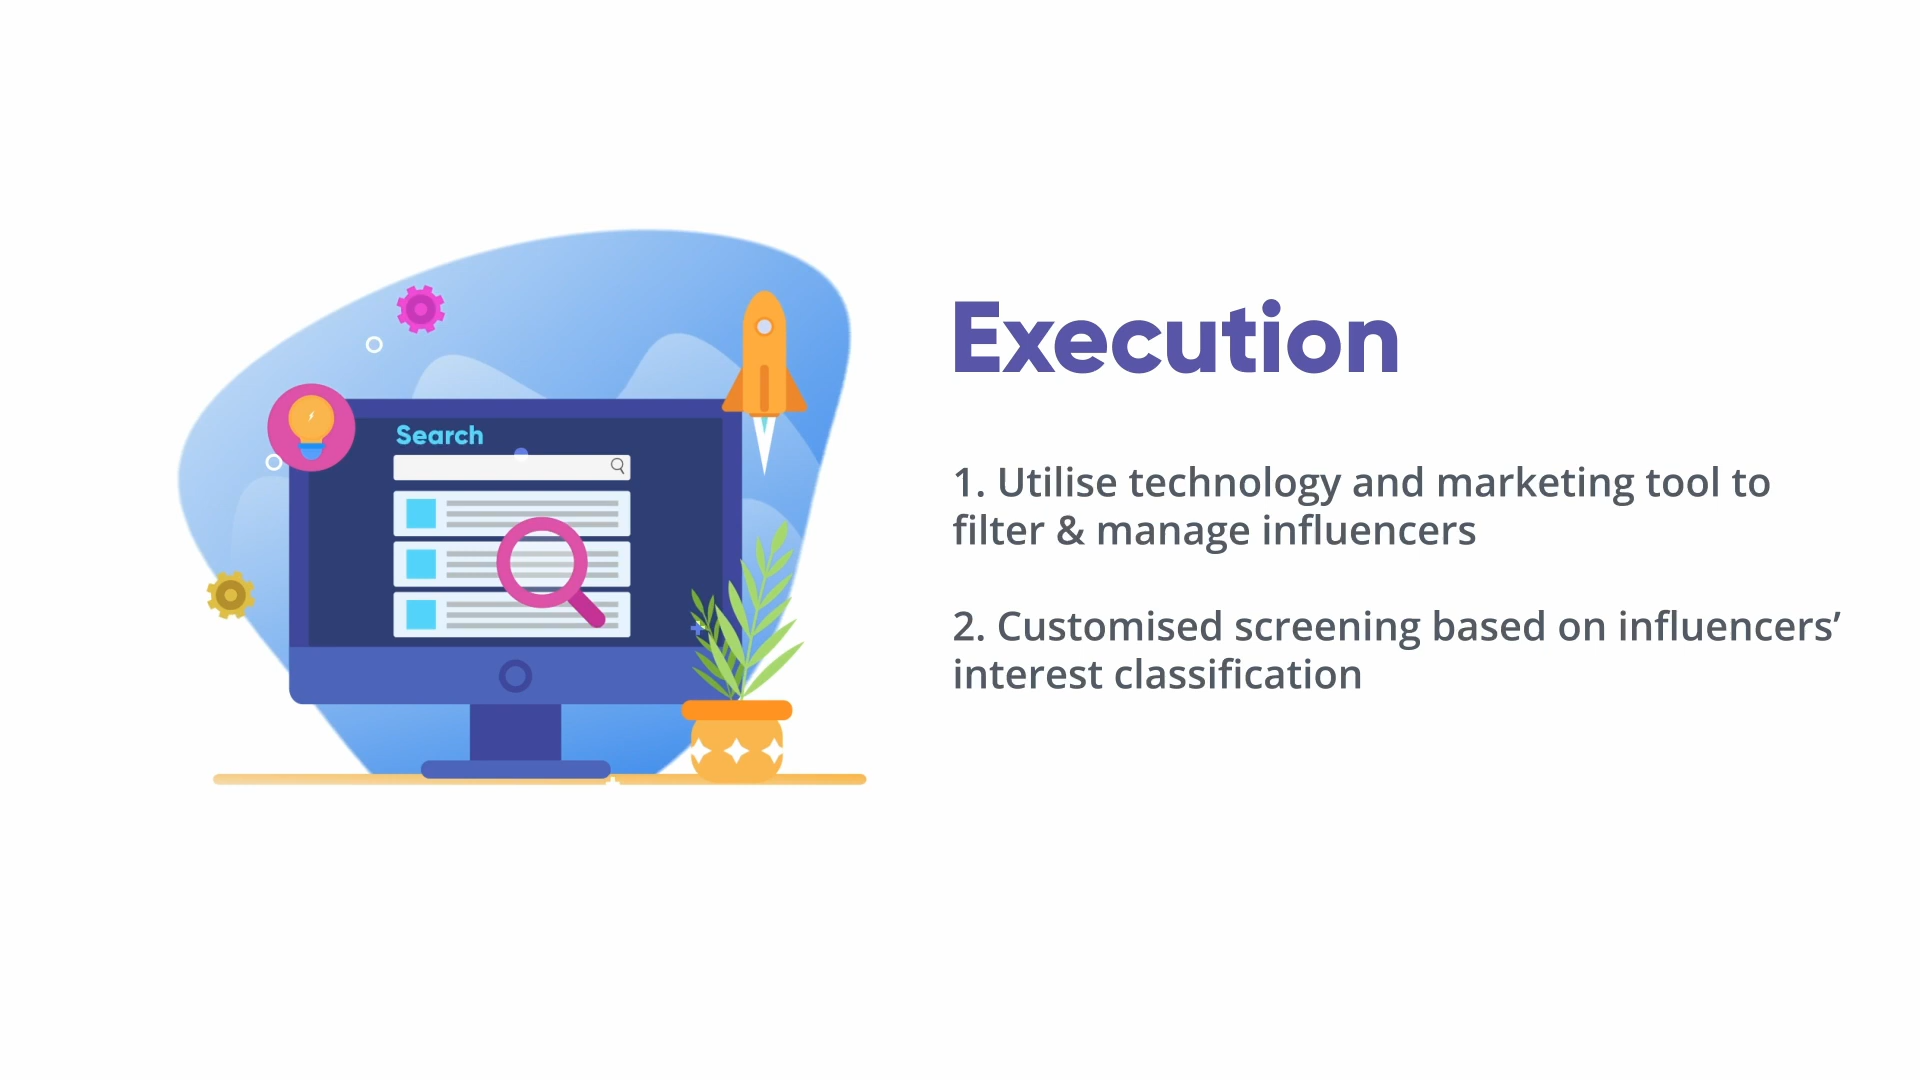 Search
Execution
1. Utilise technology and marketing tool to
filter & manage influencers
2. Customised screening based on influencers’
interest classification